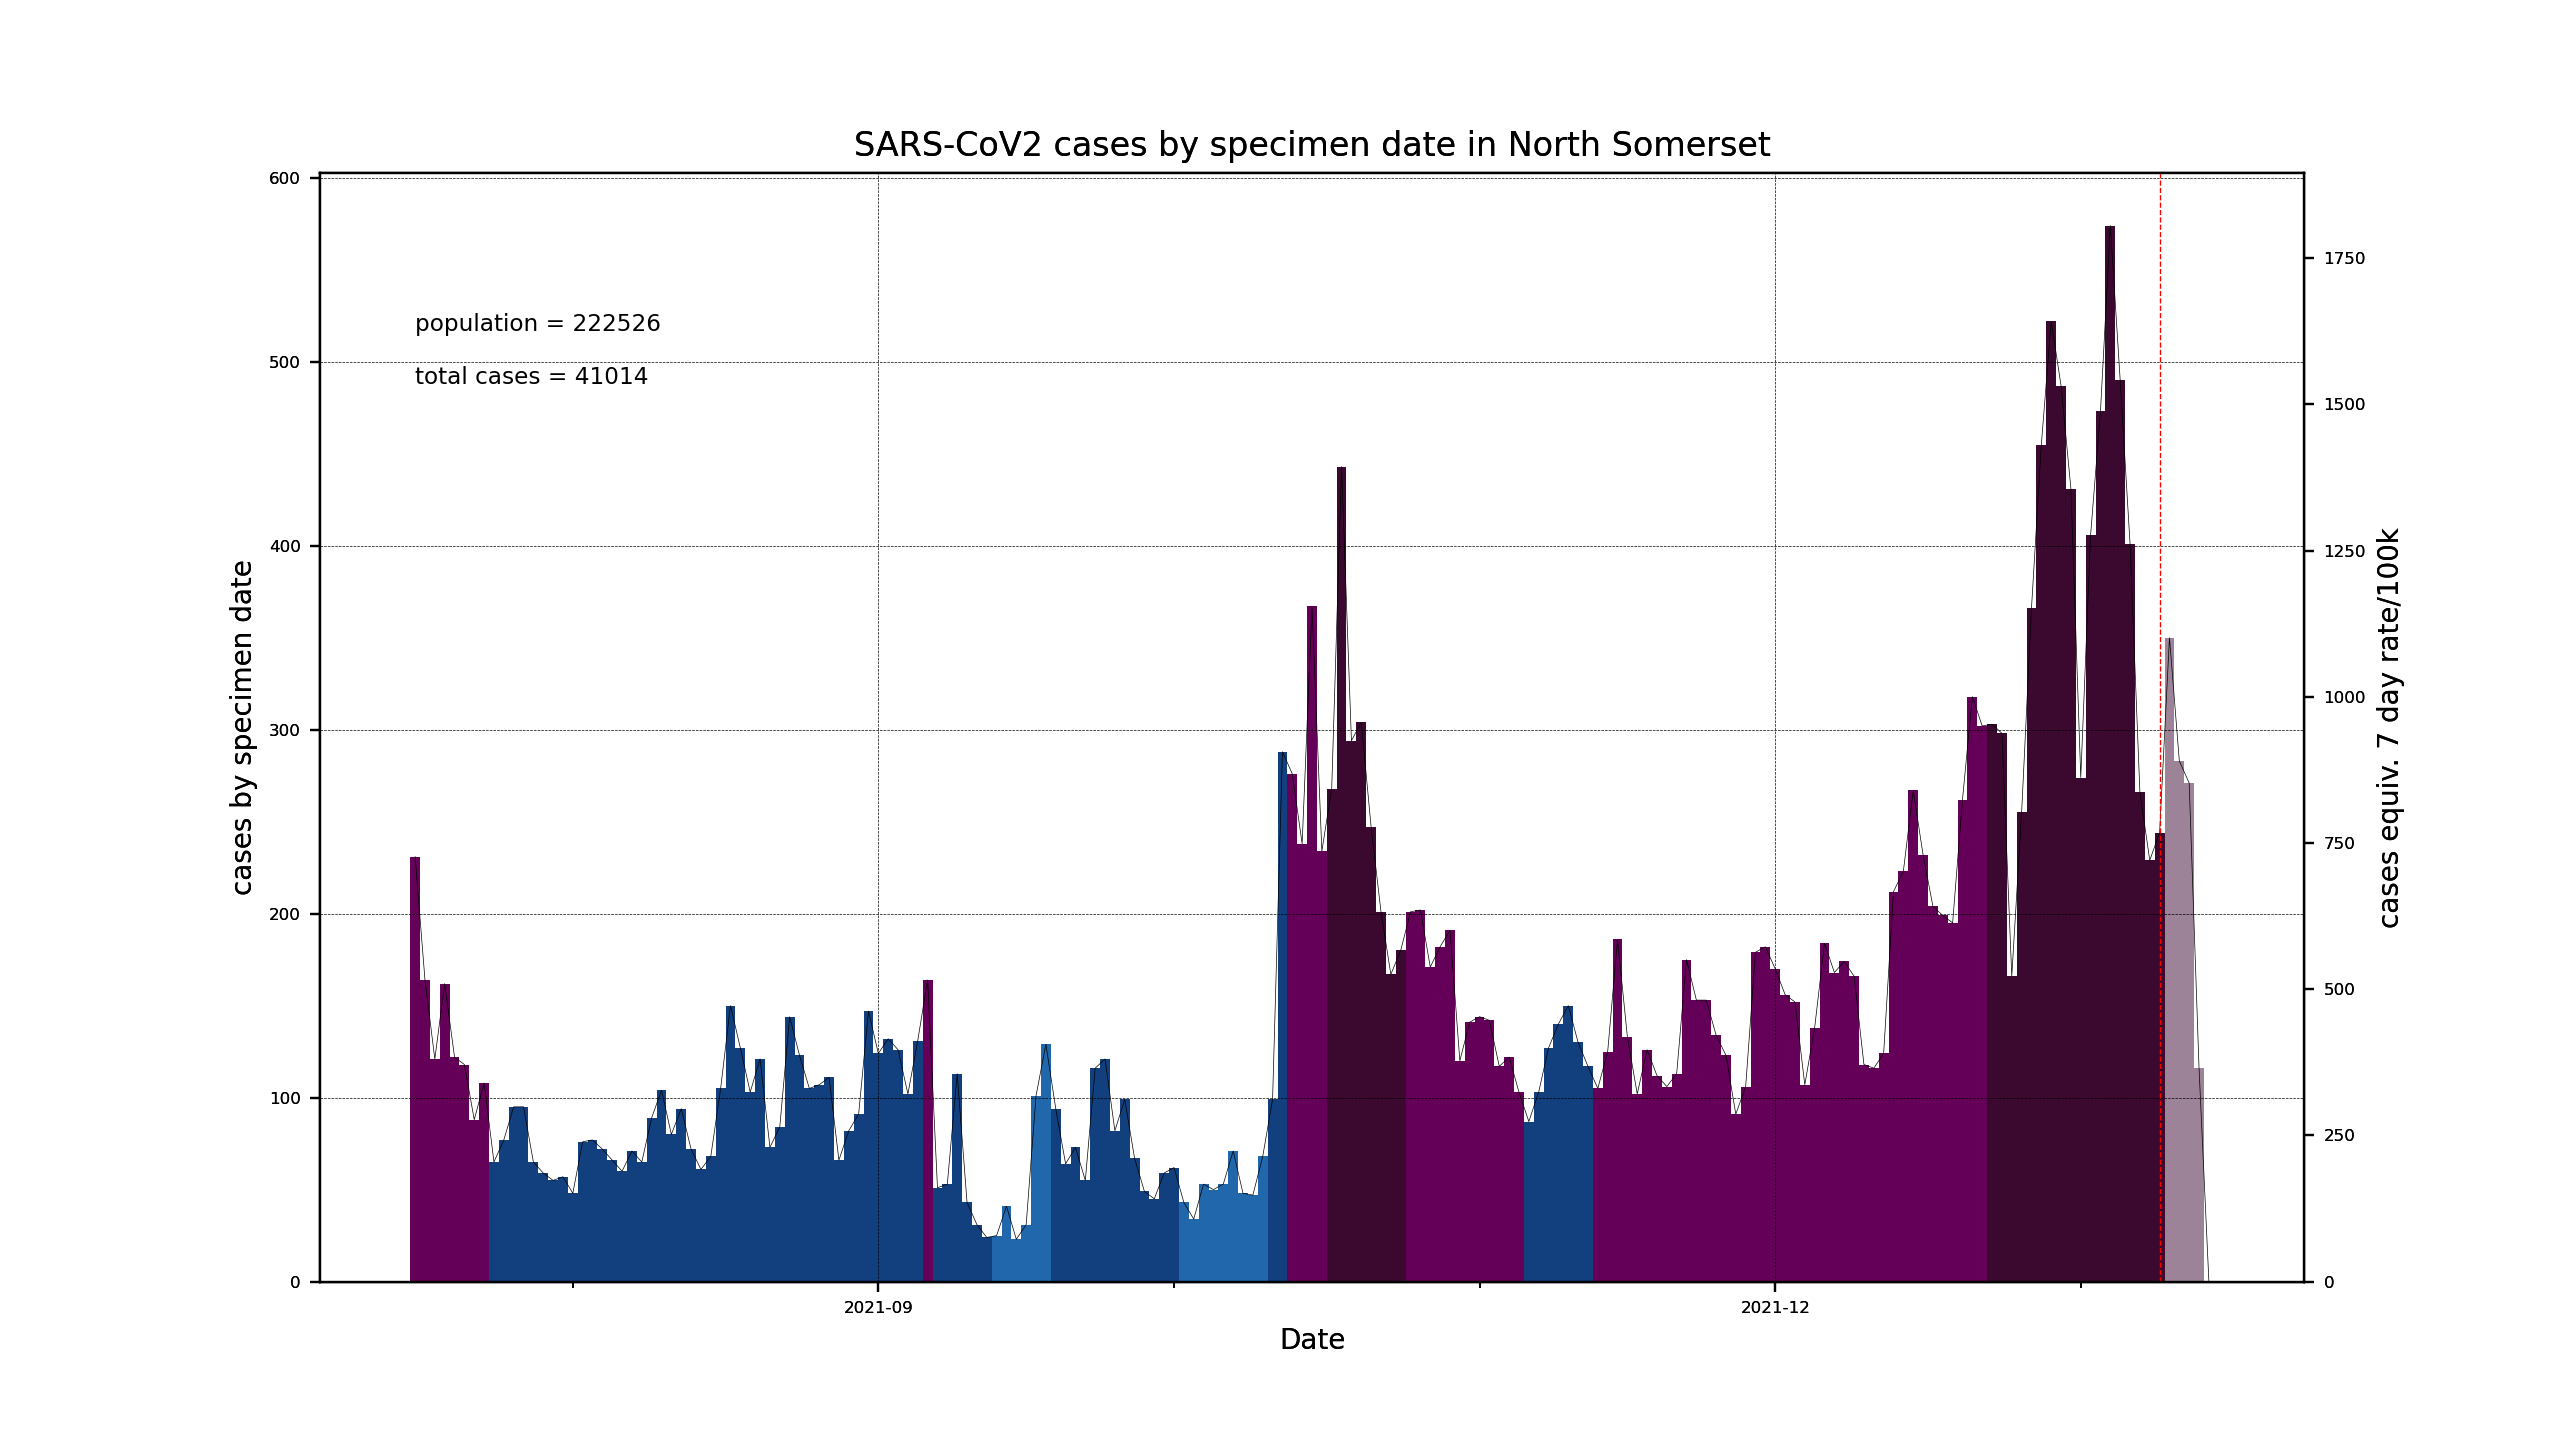 SARS-CoV2 cases by specimen date in North Somerset
population = 222526
total cases = 41014
cases by specimen date
600
500
400
300
200
100
0
1750
1500
1250
1000
750
500
250
0
cases equiv. 7 day rate/100k
2021-09
2021-12
Date